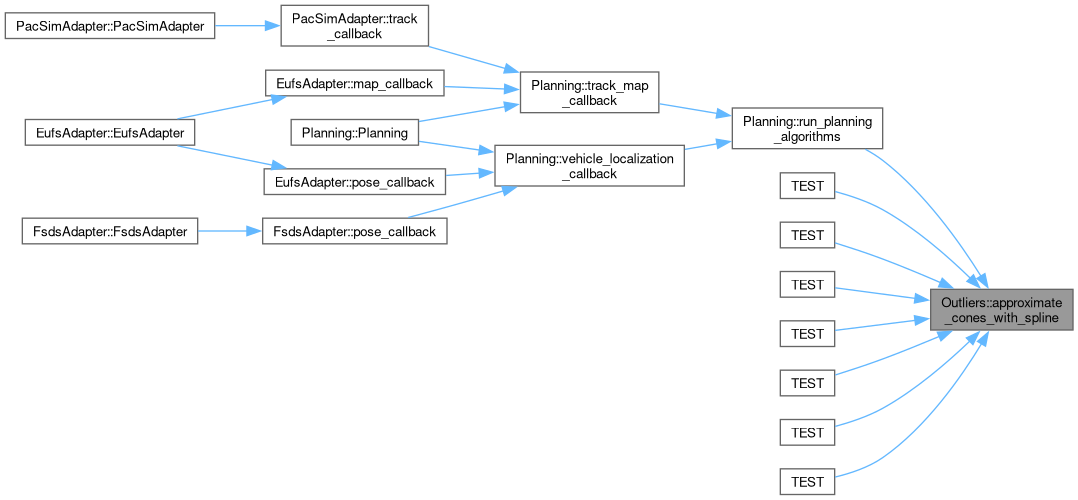 PacSimAdapter::PacSimAdapter
PacSimAdapter::track
_callback
EufsAdapter::map_callback
EufsAdapter::EufsAdapter
Planning::Planning
EufsAdapter::pose_callback
FsdsAdapter::FsdsAdapter
FsdsAdapter::pose_callback
Planning::track_map
_callback
Planning::vehicle_localization
_callback
Planning::run_planning
_algorithms
TEST
TEST
TEST
TEST
TEST
TEST
TEST
Outliers::approximate
_cones_with_spline